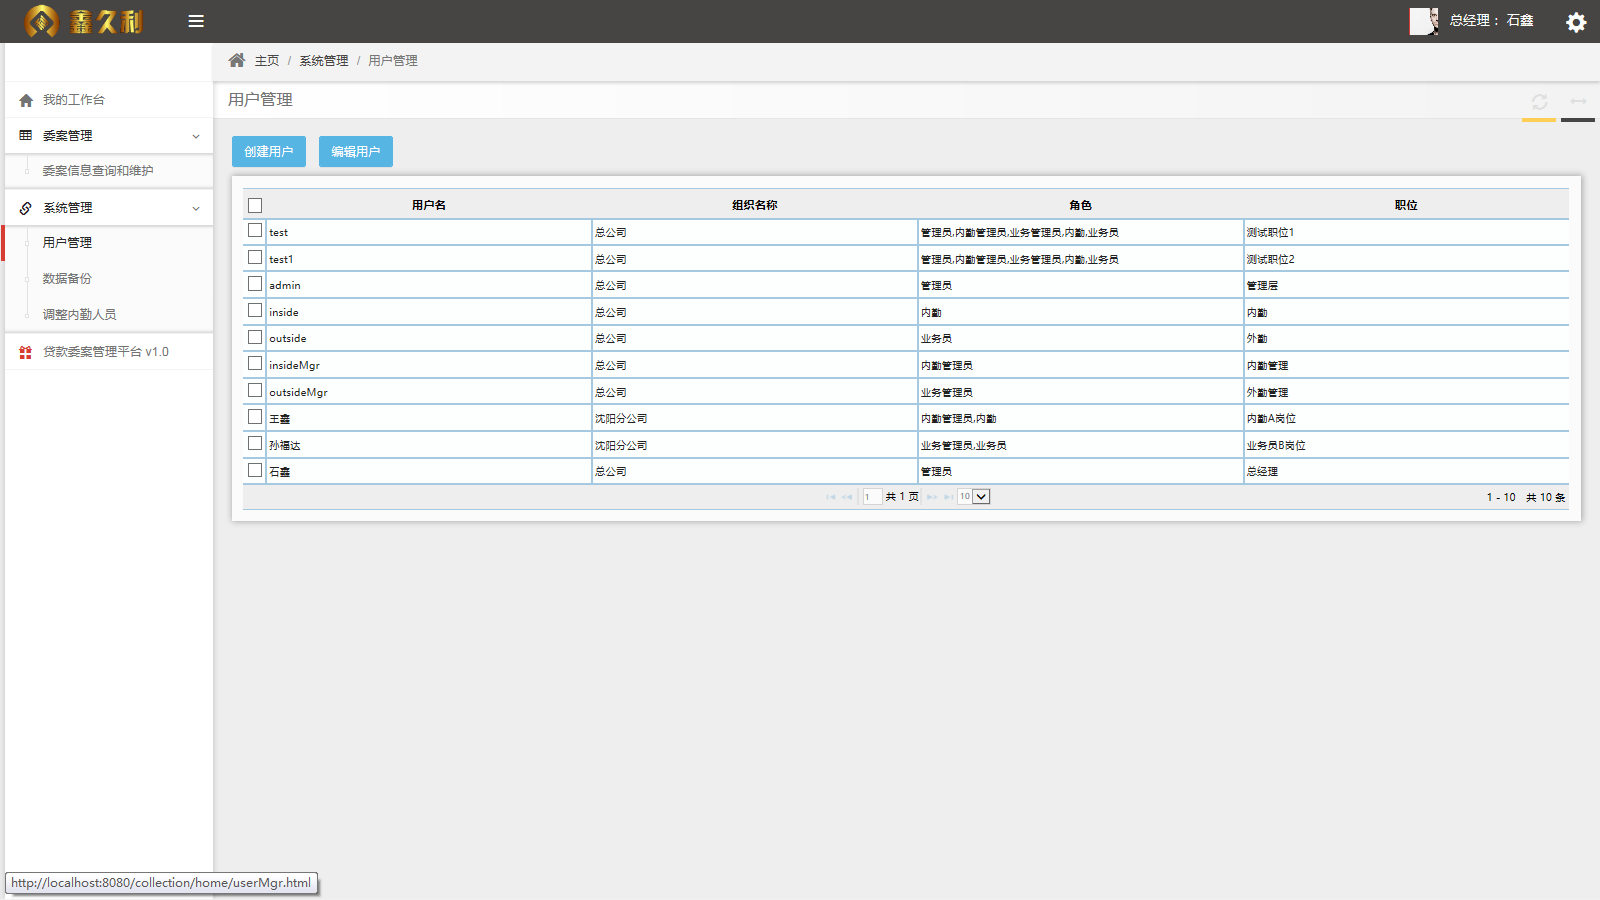 鑫久利
总经理： 石鑫
主页 / 系统管理 / 用户管理
我的工作台
委案管理
委案信息查询和维护
系统管理
用户管理
数据备份
调整内勤人员
贷款委案管理平台 v1.0
用户管理
创建用户 编辑用户
用户名 组织名称 角色 职位
test 总公司 管理员,内勤管理员,业务管理员,内勤,业务员 测试职位1
test1 总公司 管理员,内勤管理员,业务管理员,内勤,业务员 测试职位2
admin 总公司 管理员 管理层
inside 总公司 内勤 内勤
outside 总公司 业务员 外勤
insideMgr 总公司 内勤管理员 内勤管理
outsideMgr 总公司 业务管理员 外勤管理
王鑫 沈阳分公司 内勤管理员,内勤 内勤A岗位
孙福达 沈阳分公司 业务管理员,业务员 业务员B岗位
石鑫 总公司 管理员 总经理
1 共 1 页 10 1 - 10 共 10 条
http://localhost:8080/collection/home/userMgr.html